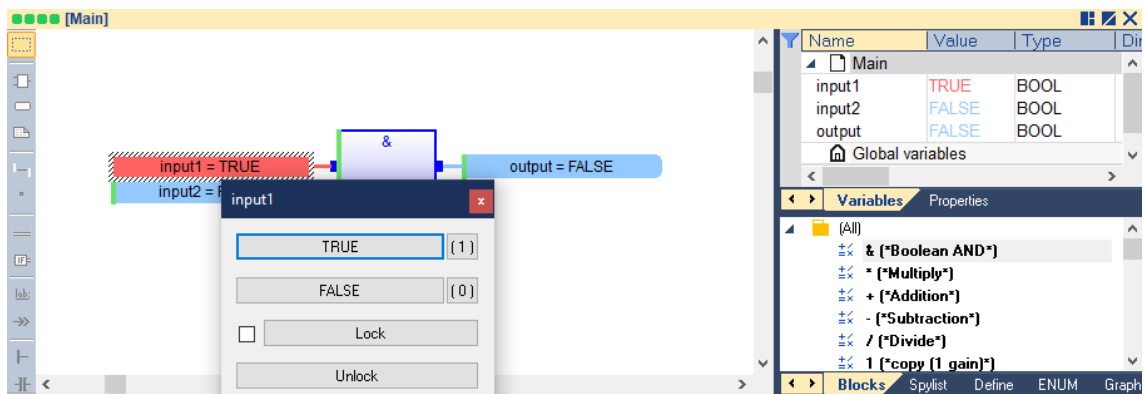 [Main]
&
input1 = TRUE
output = FALSE
input2 = F
input1
x
TRUE
(1)
FALSE
(0)
Lock
Unlock
Name Value Type Dir
Main
input1 TRUE BOOL
input2 FALSE BOOL
output FALSE BOOL
Global variables
Variables Properties
(All)
& (*Boolean AND*)
* (*Multiply*)
+ (*Addition*)
- (*Subtraction*)
/ (*Divide*)
1 (*copy (1 gain)*)
Blocks Spylist Define ENUM Graph
IF
lab: